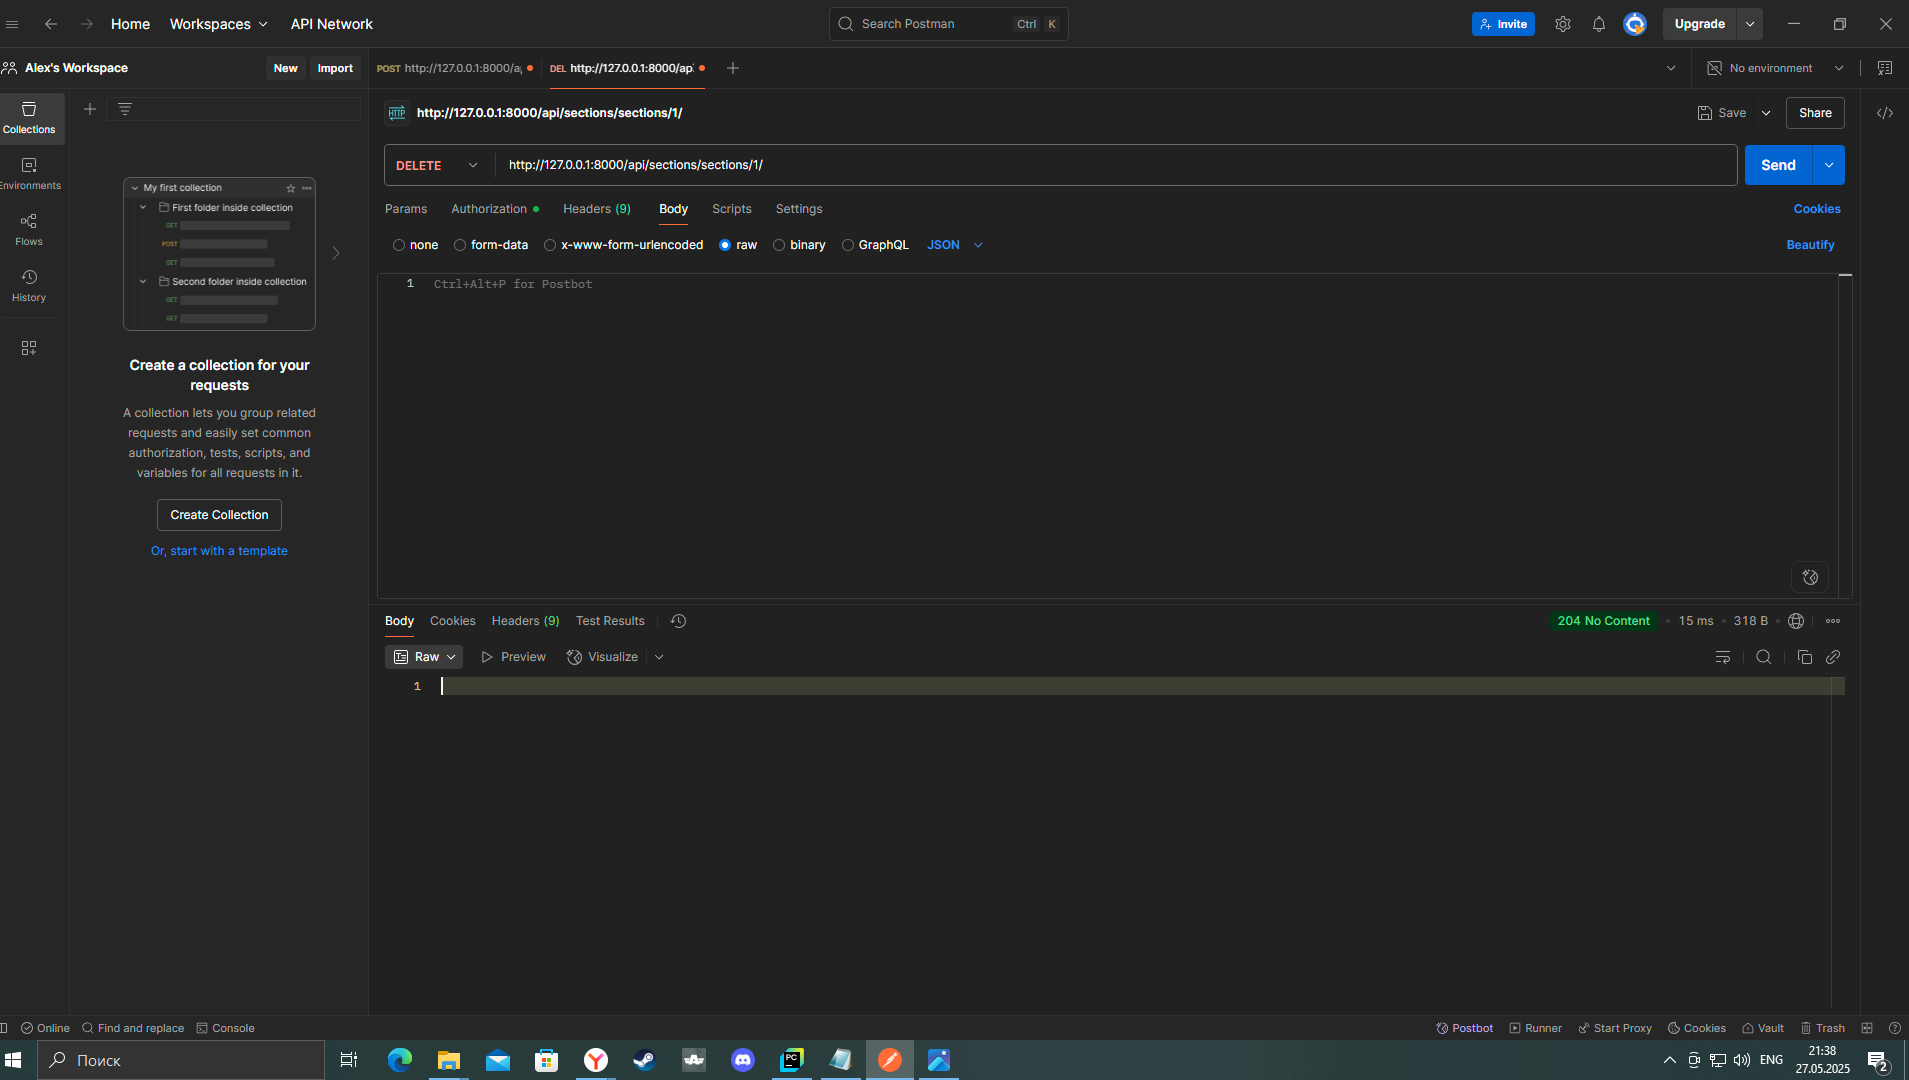 Home Workspaces API Network Search Postman Ctrl K Invite Upgrade
Alex's Workspace New Import POST http://127.0.0.1:8000/a DEL http://127.0.0.1:8000/ap No environment
http://127.0.0.1:8000/api/sections/sections/1/ Save Share
Collections
Environments
Flows
History
My first collection
First folder inside collection
GET
POST
GET
Second folder inside collection
GET
GET
Create a collection for your
requests
A collection lets you group related
requests and easily set common
authorization, tests, scripts, and
variables for all requests in it.
Create Collection
Or, start with a template
HTTP
DELETE http://127.0.0.1:8000/api/sections/sections/1/ Send
Params Authorization Headers (9) Body Scripts Settings Cookies
none form-data x-www-form-urlencoded raw binary GraphQL JSON Beautify
1 Ctrl+Alt+P for Postbot
Body Cookies Headers (9) Test Results 204 No Content • 15 ms • 318 B
Raw Preview Visualize
1
Online Find and replace Console Postbot Runner Start Proxy Cookies Vault Trash
Поиск PC ENG 21:38
27.05.2025 2